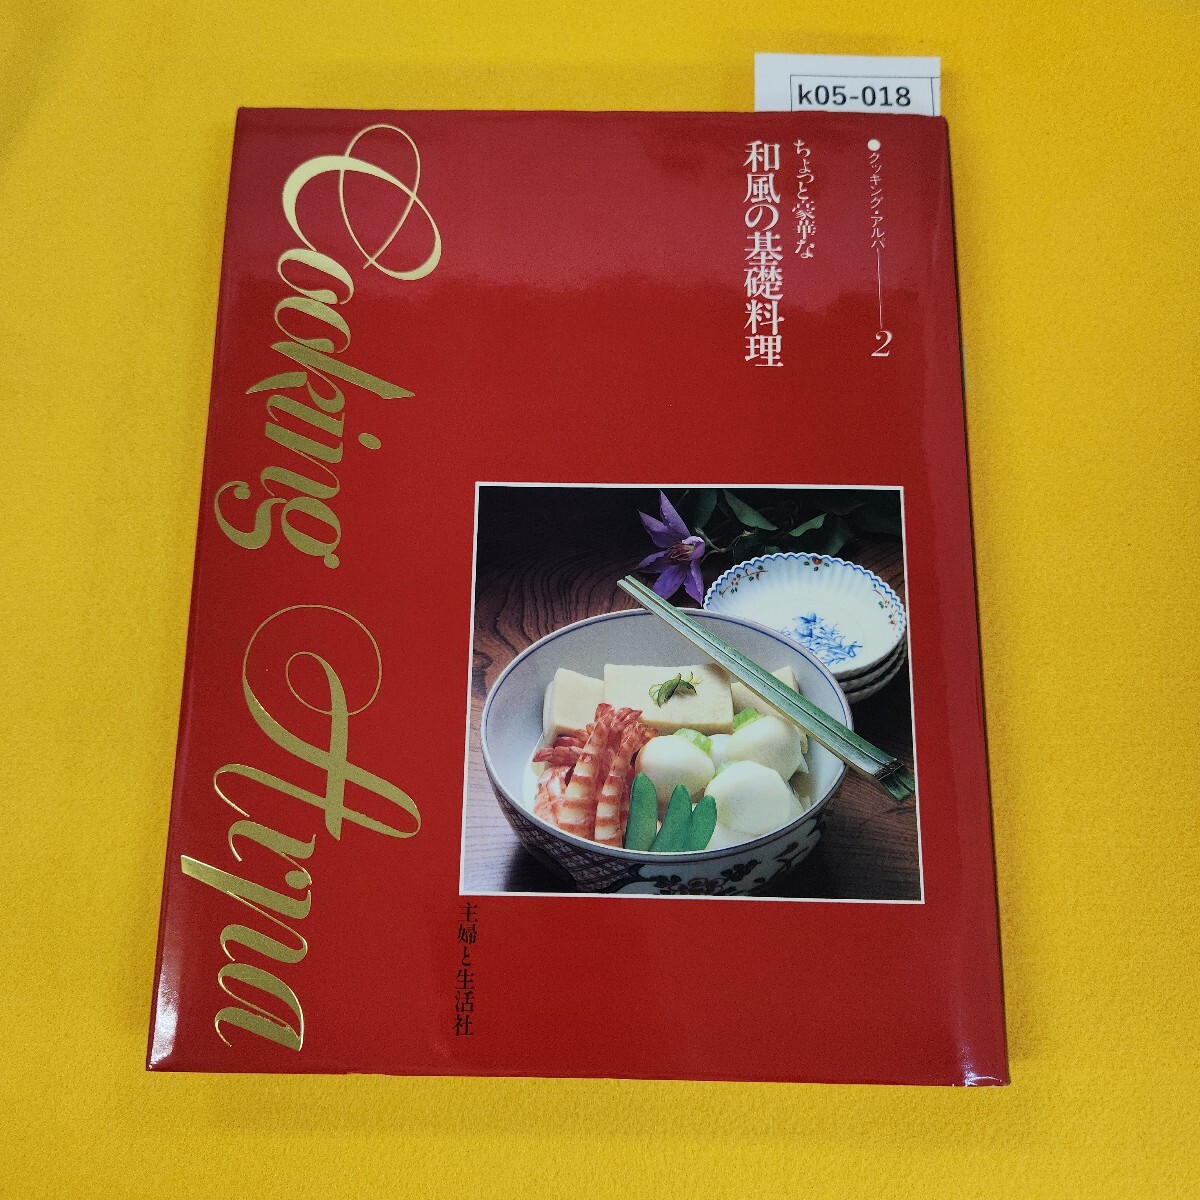 k05-018
●クッキング・アルパ――2
ちょっと豪華な
和風の基礎料理
Cooking Arpa
主婦と生活社